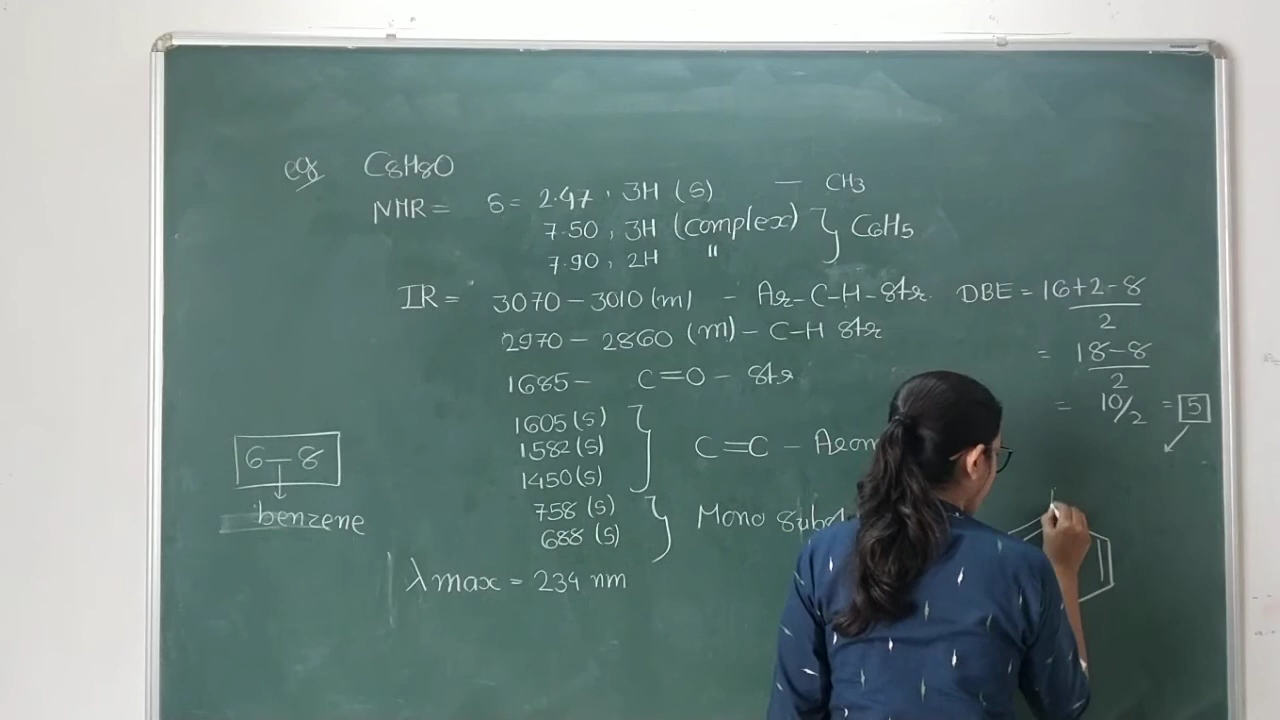 eg C8H8O
NMR = δ = 2.47, 3H (s) — CH3
7.50, 3H (complex) } C6H5
7.90, 2H "
IR = 3070 – 3010 (m) - Ar-C-H-str.
2970 – 2860 (m) – C-H str
1685 – C=O – str
1605 (s)
1582 (s) } C=C – Arom
1450 (s)
758 (s) } Mono subst
688 (s)
λmax = 234 nm
6 – 8
↓
benzene
DBE = 16+2-8/2
= 18-8/2
= 10/2 = 5